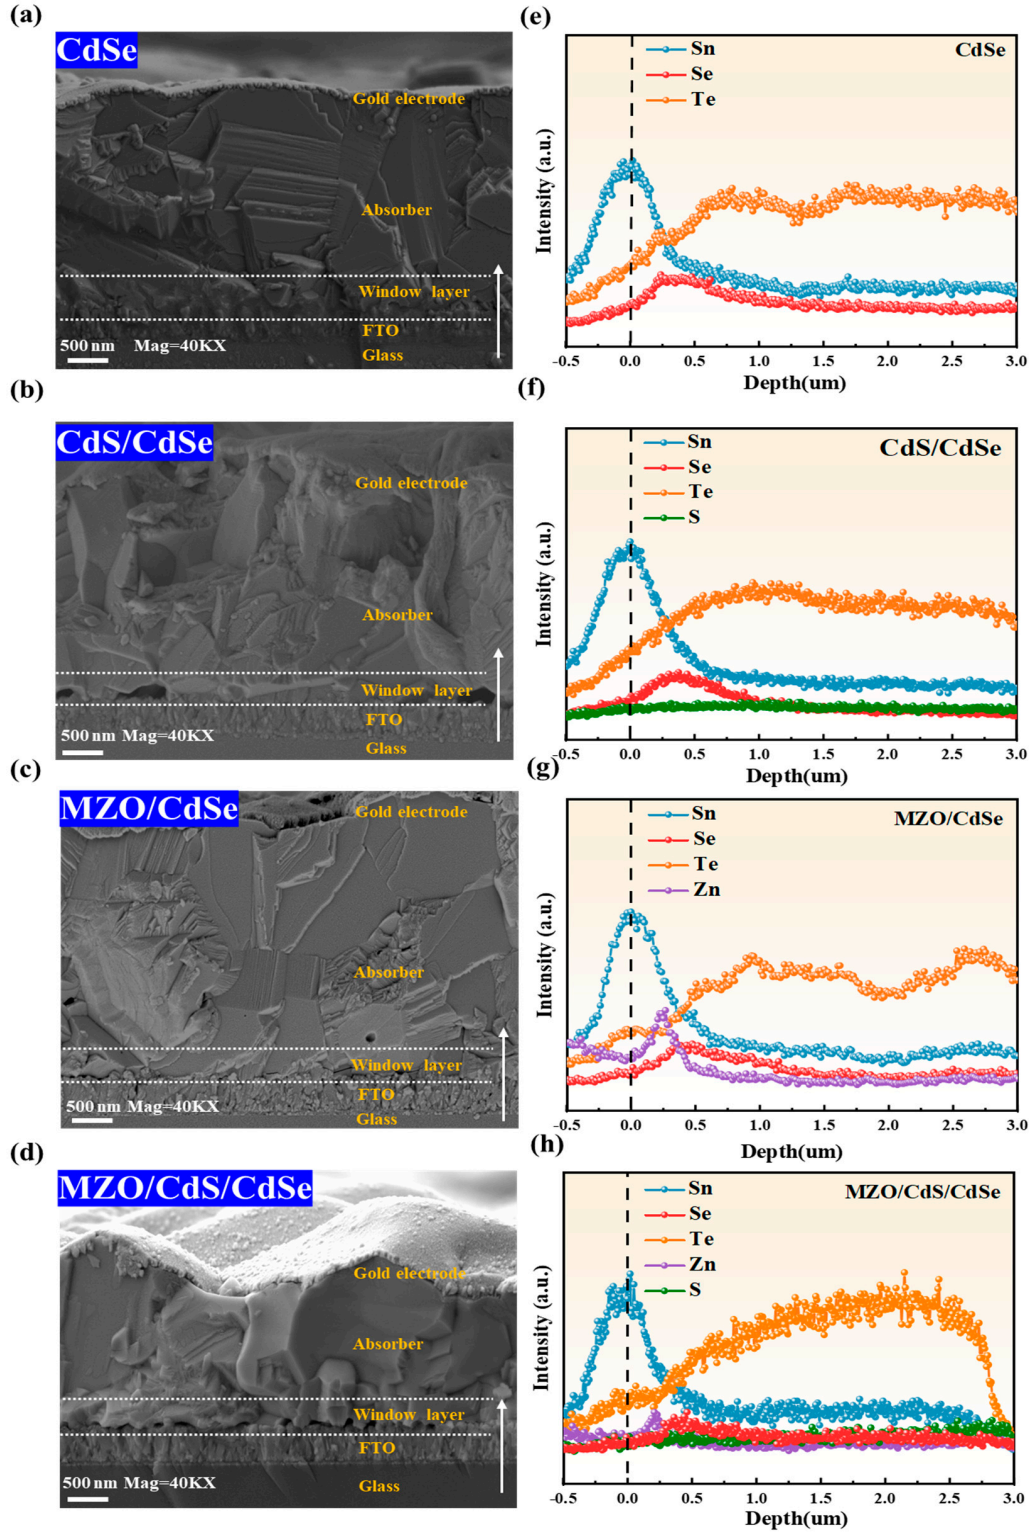 (a)
CdSe
Gold electrode
Absorber
Window layer
FTO
500 nm Mag=40KX
Glass
(e)
Sn
Se
Te
CdSe
Intensity (a.u.)
-0.5 0.0 0.5 1.0 1.5 2.0 2.5 3.0
Depth(um)
(b)
CdS/CdSe
Gold electrode
Absorber
Window layer
FTO
500 nm Mag=40KX
Glass
(f)
Sn
Se
Te
S
CdS/CdSe
Intensity (a.u.)
-0.5 0.0 0.5 1.0 1.5 2.0 2.5 3.0
Depth(um)
(c)
MZO/CdSe
Gold electrode
Absorber
Window layer
FTO
500 nm Mag=40KX
Glass
(g)
Sn
Se
Te
Zn
MZO/CdSe
Intensity (a.u.)
-0.5 0.0 0.5 1.0 1.5 2.0 2.5 3.0
Depth(um)
(d)
MZO/CdS/CdSe
Gold electrode
Absorber
Window layer
FTO
500 nm Mag=40KX
Glass
(h)
Sn
Se
Te
Zn
S
MZO/CdS/CdSe
Intensity (a.u.)
-0.5 0.0 0.5 1.0 1.5 2.0 2.5 3.0
Depth(um)